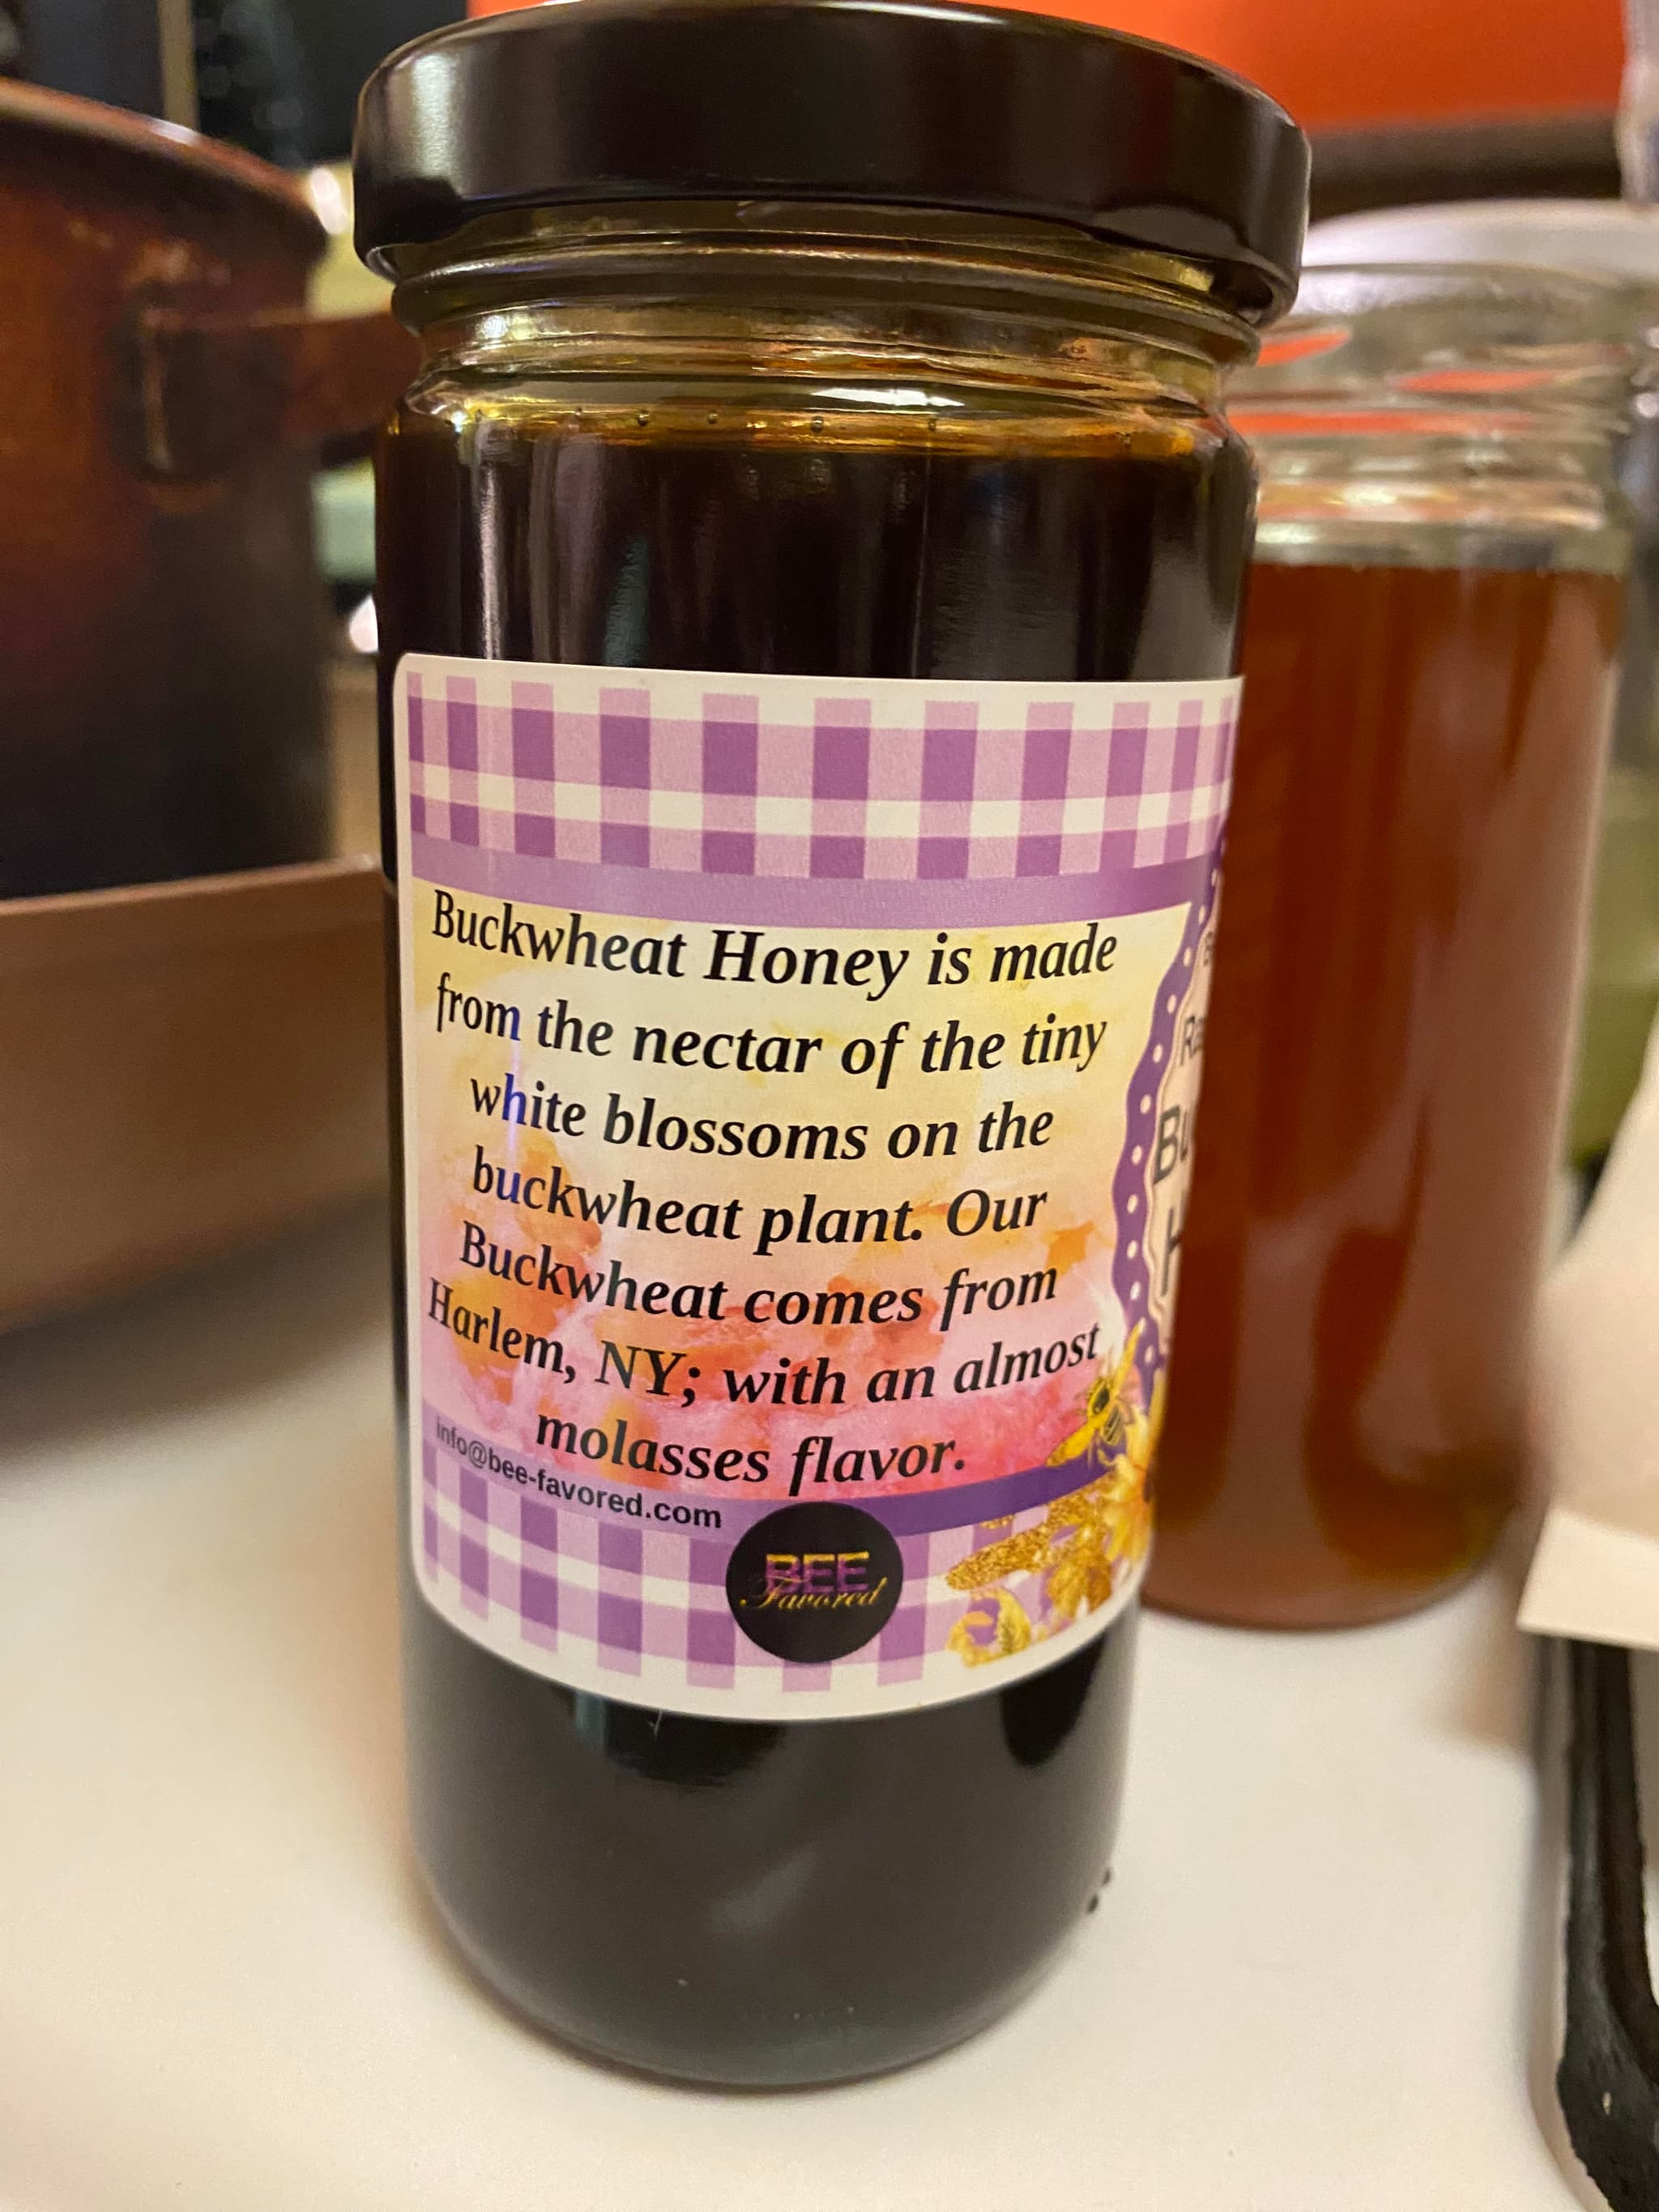 Buckwheat Honey is made
from the nectar of the tiny
white blossoms on the
buckwheat plant. Our
Buckwheat comes from
Harlem, NY; with an almost
molasses flavor.
info@bee-favored.com
BEE
Favored